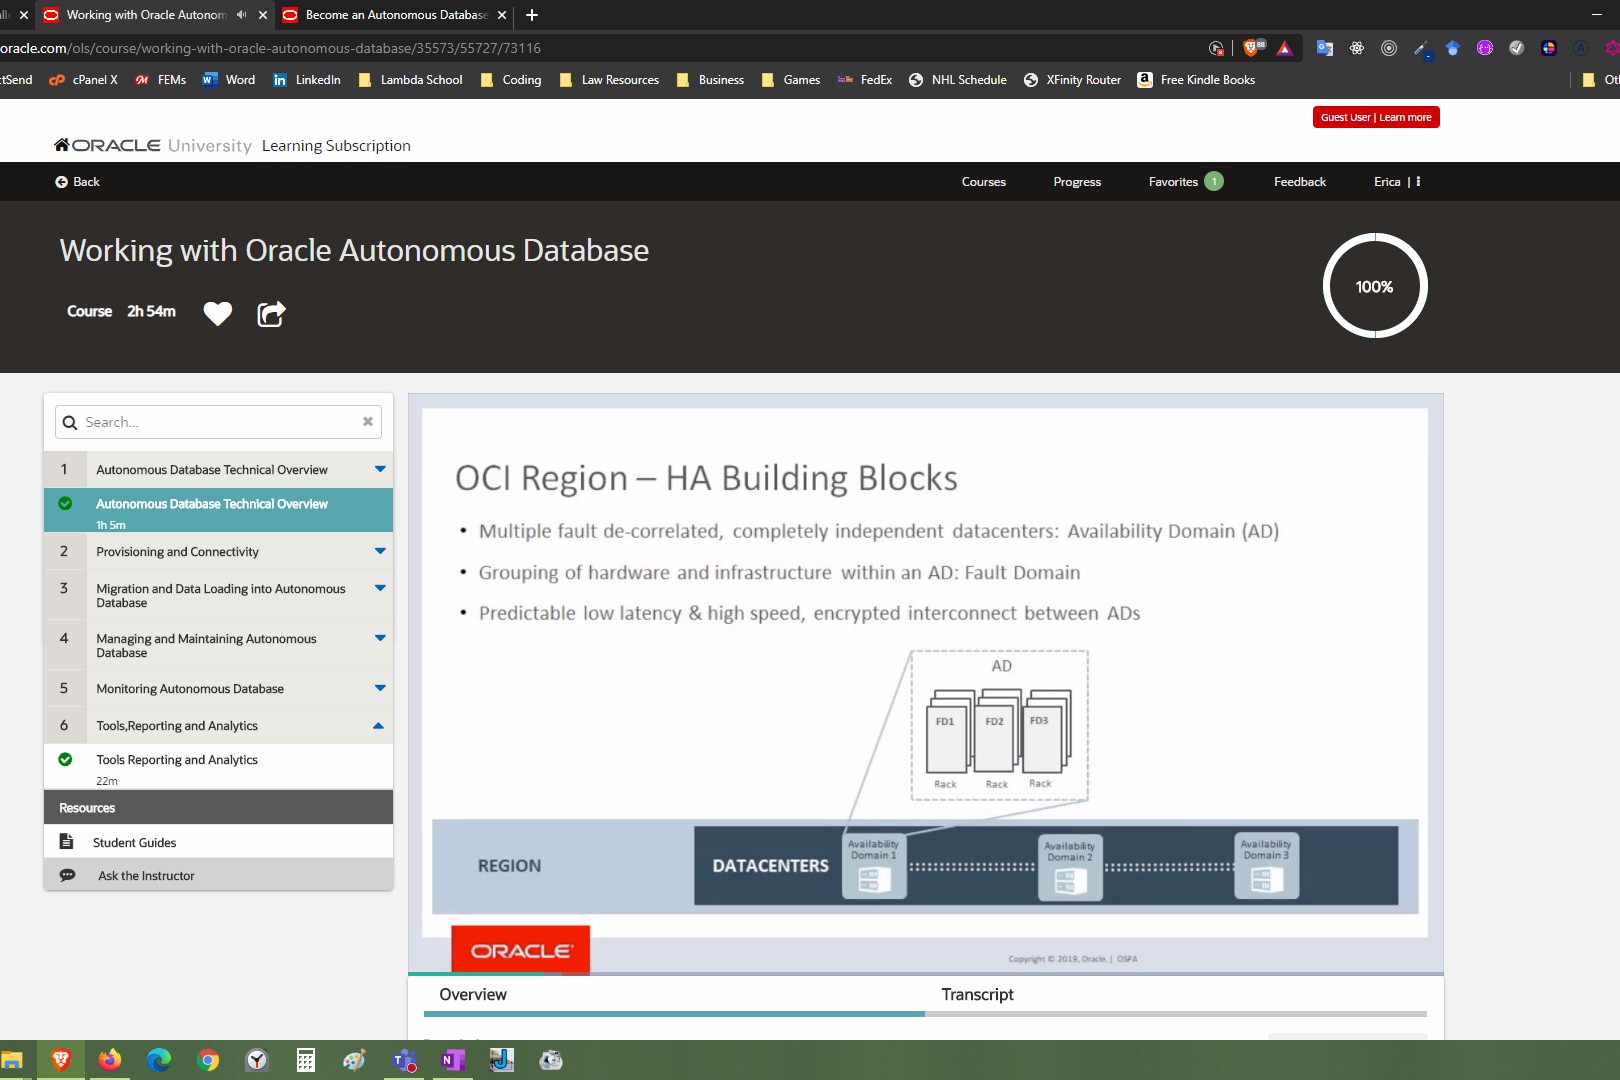 Working with Oracle Autonom
Become an Autonomous Database
oracle.com/ols/course/working-with-oracle-autonomous-database/35573/55727/73116
ctSend
cPanel X
FEMs
Word
LinkedIn
Lambda School
Coding
Law Resources
Business
Games
FedEx
NHL Schedule
XFinity Router
Free Kindle Books
Guest User | Learn more
ORACLE University Learning Subscription
Back
Courses
Progress
Favorites 1
Feedback
Erica |
Working with Oracle Autonomous Database
Course 2h 54m
100%
Search...
1 Autonomous Database Technical Overview
Autonomous Database Technical Overview
1h 5m
2 Provisioning and Connectivity
3 Migration and Data Loading into Autonomous
Database
4 Managing and Maintaining Autonomous
Database
5 Monitoring Autonomous Database
6 Tools,Reporting and Analytics
Tools Reporting and Analytics
22m
Resources
Student Guides
Ask the Instructor
OCI Region – HA Building Blocks
• Multiple fault de-correlated, completely independent datacenters: Availability Domain (AD)
• Grouping of hardware and infrastructure within an AD: Fault Domain
• Predictable low latency & high speed, encrypted interconnect between ADs
AD
FD1 FD2 FD3
Rack Rack Rack
REGION
DATACENTERS
Availability
Domain 1
Availability
Domain 2
Availability
Domain 3
ORACLE
Copyright © 2019, Oracle. | OSPA
Overview
Transcript